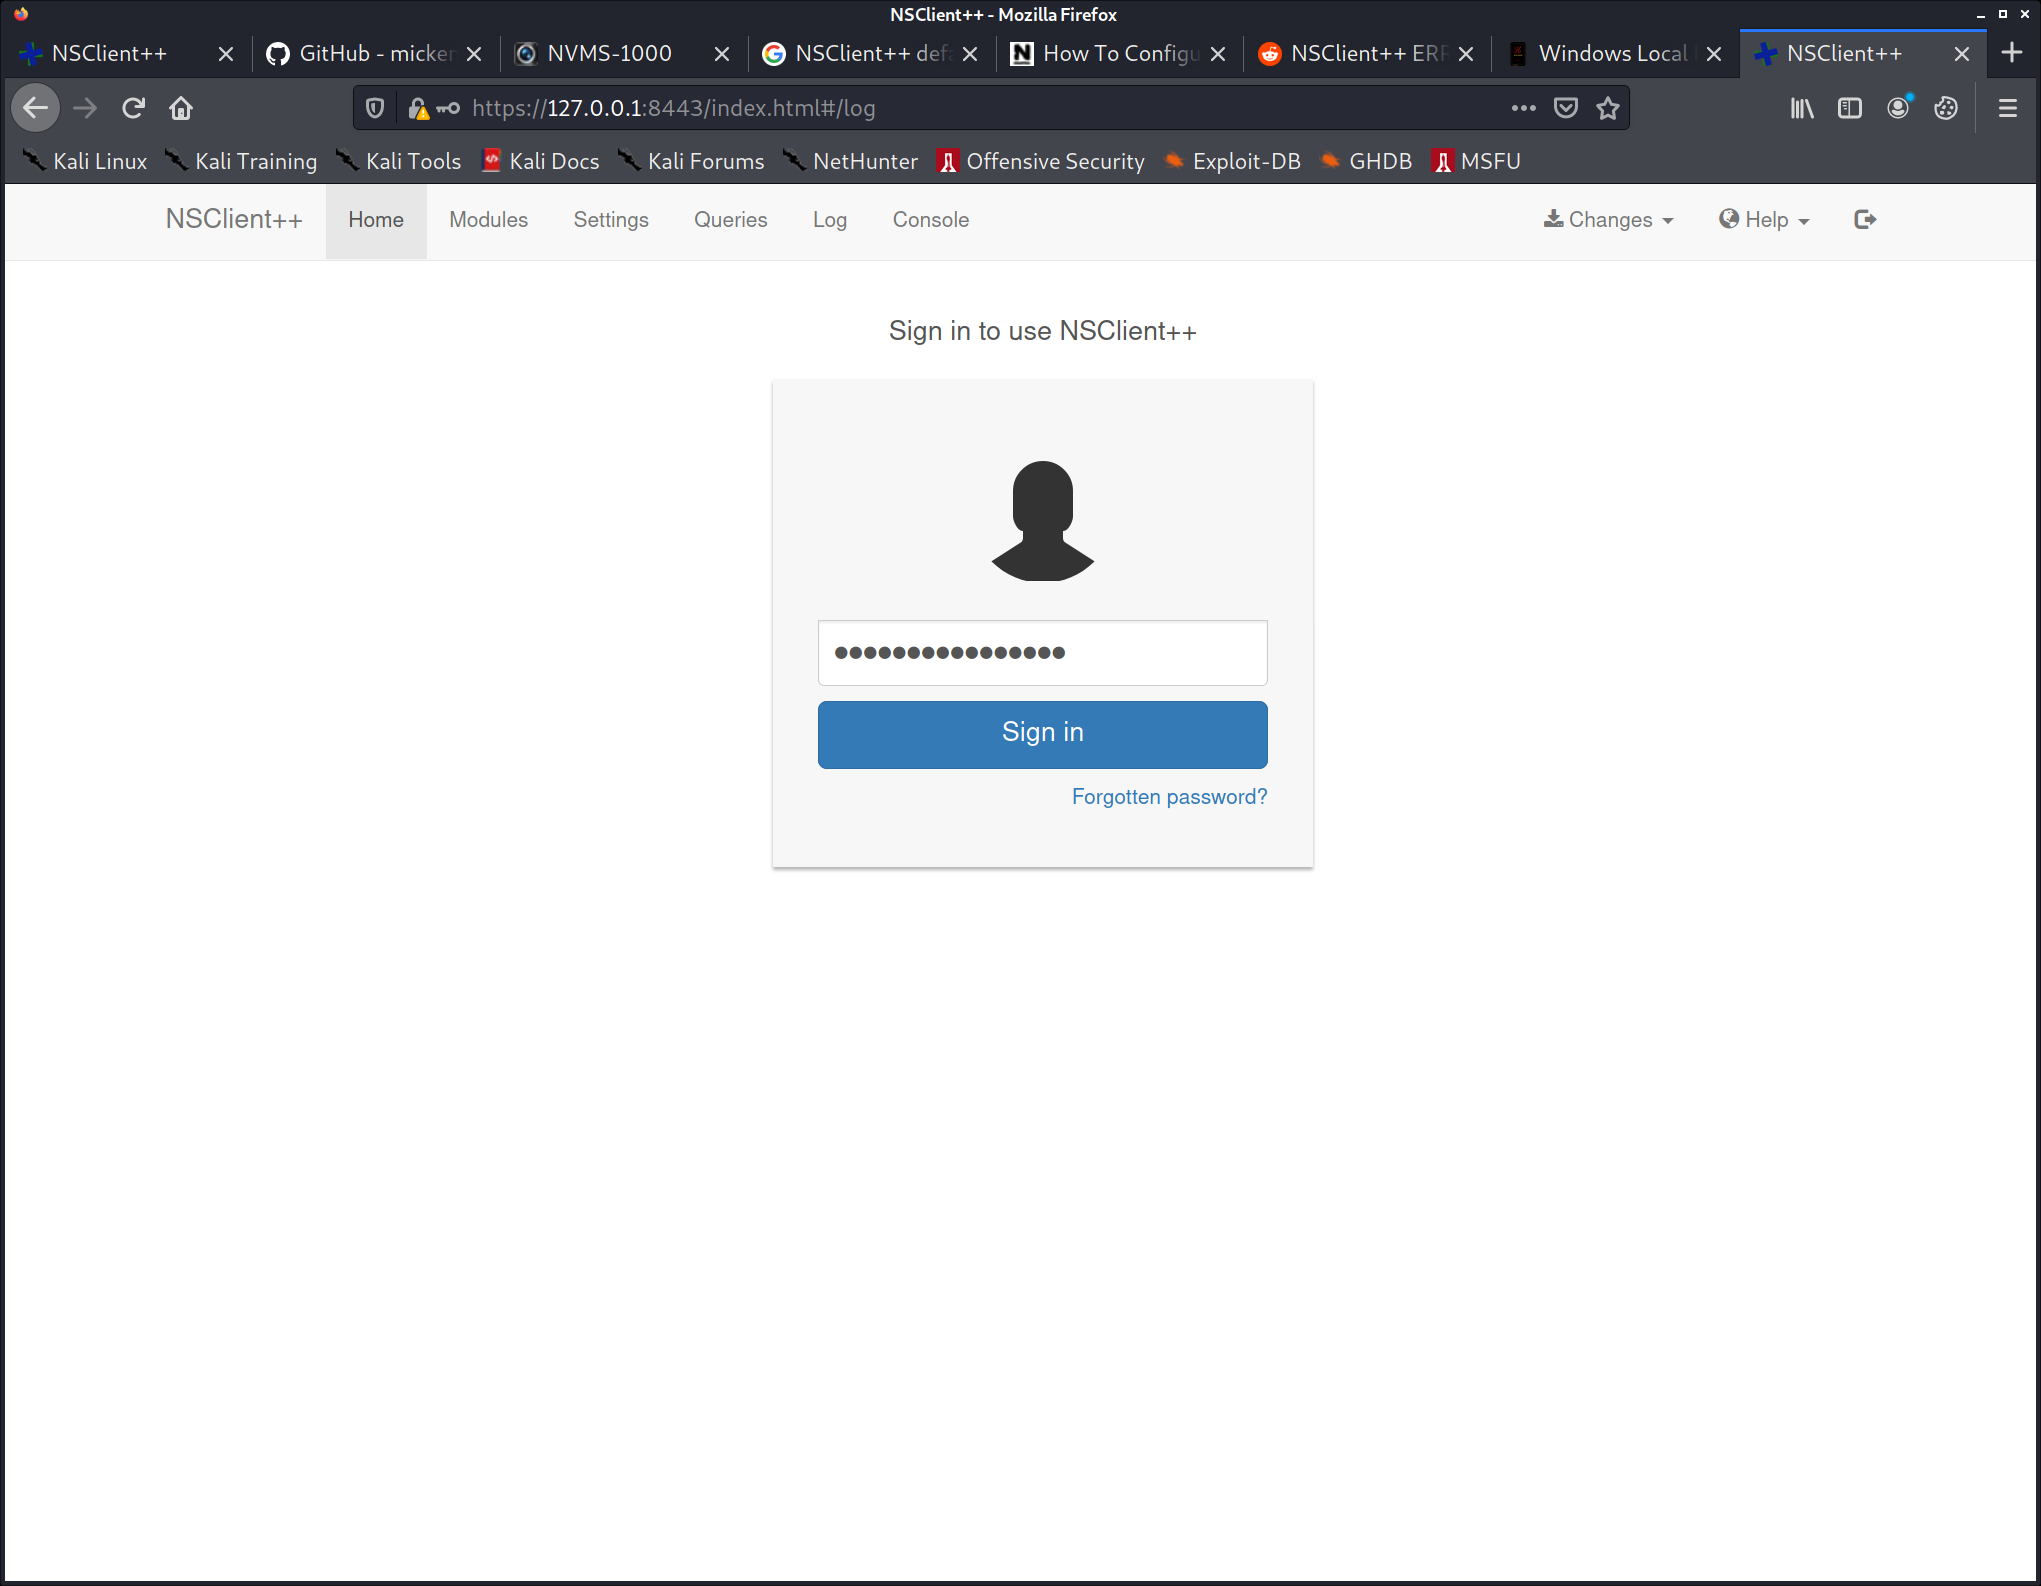 NSClient++ - Mozilla Firefox
NSClient++ GitHub - micker NVMS-1000 NSClient++ defa How To Configu NSClient++ ERR Windows Local NSClient++
https://127.0.0.1:8443/index.html#/log
Kali Linux Kali Training Kali Tools Kali Docs Kali Forums NetHunter Offensive Security Exploit-DB GHDB MSFU
NSClient++ Home Modules Settings Queries Log Console Changes Help
Sign in to use NSClient++
Sign in
Forgotten password?